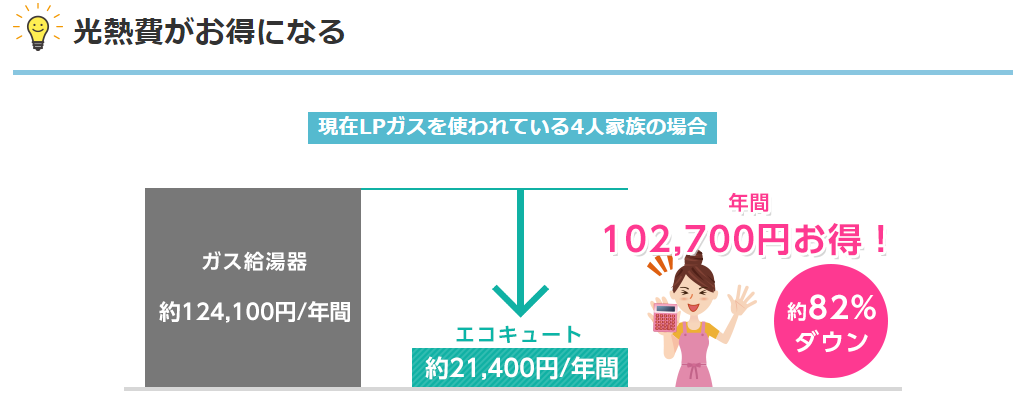 光熱費がお得になる
現在LPガスを使われている4人家族の場合
ガス給湯器
約124,100円/年間
エコキュート
約21,400円/年間
年間
102,700円お得！
約82%
ダウン